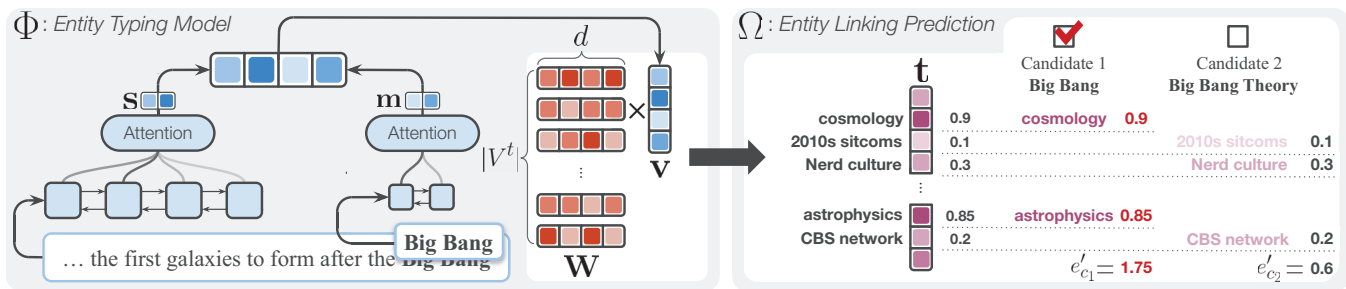 Φ: Entity Typing Model
d
s
m
Attention
Attention
|Vᵗ|
×
v
⋮
W
Big Bang
… the first galaxies to form after the Big Bang
Ω: Entity Linking Prediction
Candidate 1
Big Bang
Candidate 2
Big Bang Theory
t
cosmology 0.9 cosmology 0.9
2010s sitcoms 0.1 2010s sitcoms 0.1
Nerd culture 0.3 Nerd culture 0.3
⋮
astrophysics 0.85 astrophysics 0.85
CBS network 0.2 CBS network 0.2
e′c₁ = 1.75 e′c₂ = 0.6